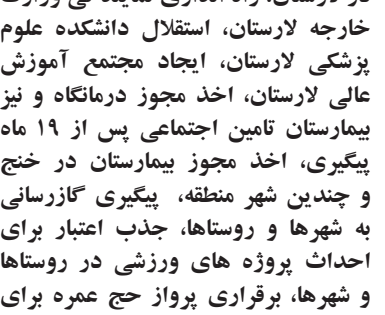 در لارستان، راه اندازی نمایندگی وزارت
خارجه لارستان، استقلال دانشکده علوم
پزشکی لارستان، ایجاد مجتمع آموزش
عالی لارستان، اخذ مجوز درمانگاه و نیز
بیمارستان تامین اجتماعی پس از ۱۹ ماه
پیگیری، اخذ مجوز بیمارستان در خنج
و چندین شهر منطقه، پیگیری گازرسانی
به شهرها و روستاها، جذب اعتبار برای
احداث پروژه های ورزشی در روستاها
و شهرها، برقراری پرواز حج عمره برای